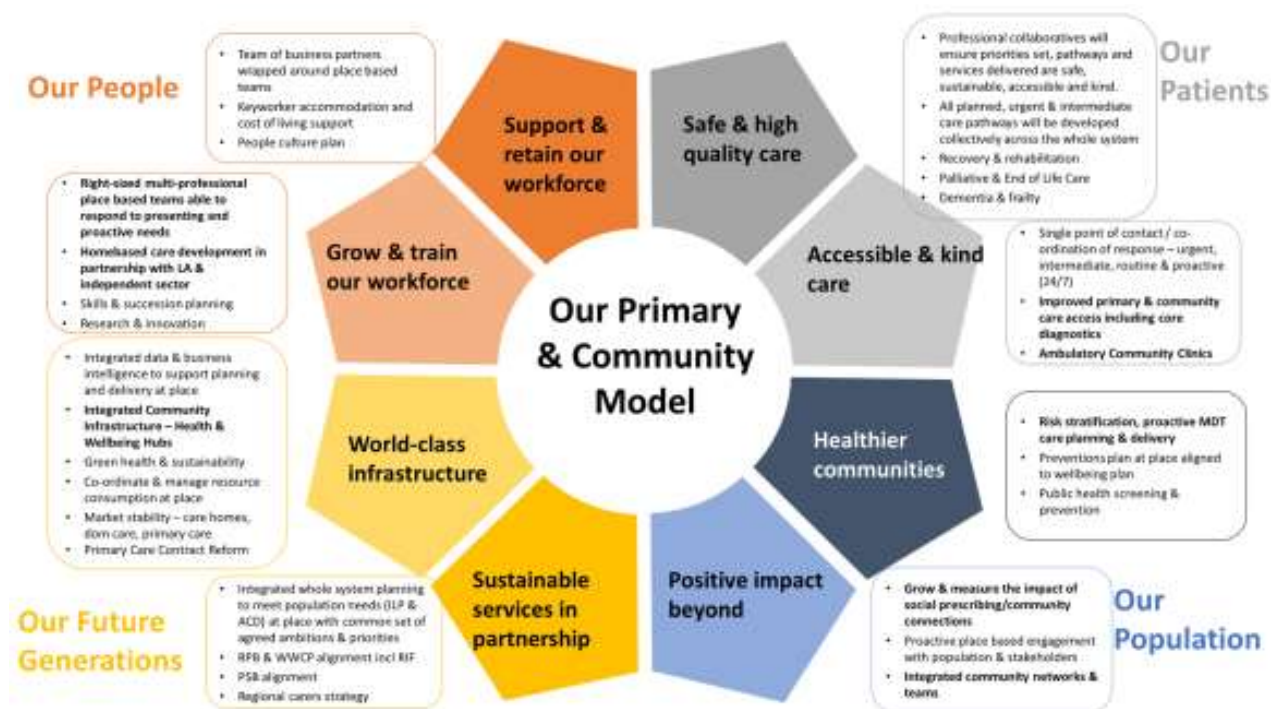 Our People
• Team of business partners
wrapped around place based
teams
• Keyworker accommodation and
cost of living support
• People culture plan
• Right-sized multi-professional
place based teams able to
respond to presenting and
proactive needs
• Homebased care development in
partnership with LA &
independent sector
• Skills & succession planning
• Research & Innovation
Support &
retain our
workforce
Grow & train
our workforce
Safe & high
quality care
Accessible & kind
care
Our
Patients
• Professional collaboratives will
ensure priorities set, pathways and
services delivered are safe,
sustainable, accessible and kind.
• All planned, urgent & intermediate
care pathways will be developed
collectively across the whole system
• Recovery & rehabilitation
• Palliative & End of Life Care
• Dementia & frailty
• Single point of contact / co-
ordination of response – urgent,
intermediate, routine & proactive
(24/7)
• Improved primary & community
care access including core
diagnostics
• Ambulatory Community Clinics
Our Primary
& Community
Model
• Integrated data & business
intelligence to support planning
and delivery at place
• Integrated Community
Infrastructure – Health &
Wellbeing Hubs
• Green health & sustainability
• Co-ordinate & manage resource
consumption at place
• Market stability – care homes,
dom care, primary care
• Primary Care Contract Reform
World-class
infrastructure
Healthier
communities
• Risk stratification, proactive MDT
care planning & delivery
• Preventions plan at place aligned
to wellbeing plan
• Public health screening &
prevention
Our Future
Generations
• Integrated whole system planning
to meet population needs (ILP &
ACD) at place with common set of
agreed ambitions & priorities
• RPB & WWCP alignment incl RIF
• PSB alignment
• Regional carers strategy
Sustainable
services in
partnership
Positive impact
beyond
• Grow & measure the impact of
social prescribing/community
connections
• Proactive place based engagement
with population & stakeholders
• Integrated community networks &
teams
Our
Population